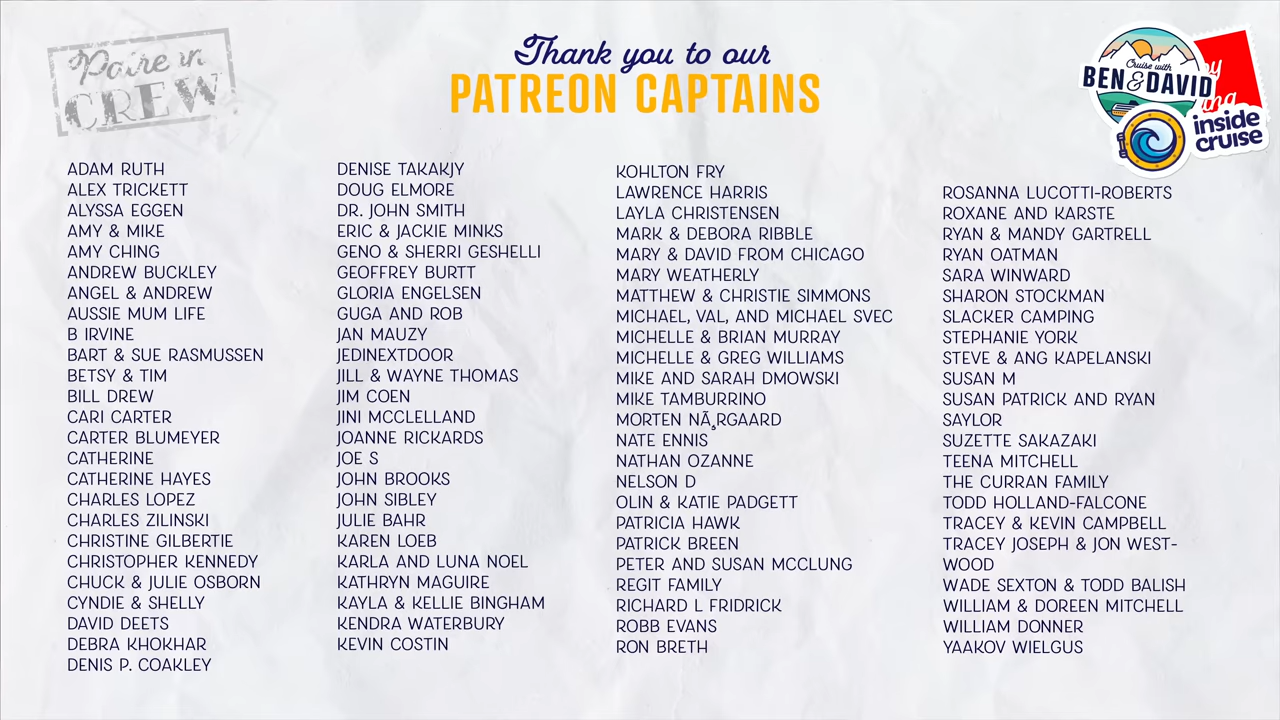 Paire in
CREW
Thank you to our
PATREON CAPTAINS
Cruise with
BEN & DAVID
inside
cruise
ADAM RUTH
ALEX TRICKETT
ALYSSA EGGEN
AMY & MIKE
AMY CHING
ANDREW BUCKLEY
ANGEL & ANDREW
AUSSIE MUM LIFE
B IRVINE
BART & SUE RASMUSSEN
BETSY & TIM
BILL DREW
CARI CARTER
CARTER BLUMEYER
CATHERINE
CATHERINE HAYES
CHARLES LOPEZ
CHARLES ZILINSKI
CHRISTINE GILBERTIE
CHRISTOPHER KENNEDY
CHUCK & JULIE OSBORN
CYNDIE & SHELLY
DAVID DEETS
DEBRA KHOKHAR
DENIS P. COAKLEY
DENISE TAKAKJY
DOUG ELMORE
DR. JOHN SMITH
ERIC & JACKIE MINKS
GENO & SHERRI GESHELLI
GEOFFREY BURTT
GLORIA ENGELSEN
GUGA AND ROB
JAN MAUZY
JEDINEXTDOOR
JILL & WAYNE THOMAS
JIM COEN
JINI MCCLELLAND
JOANNE RICKARDS
JOE S
JOHN BROOKS
JOHN SIBLEY
JULIE BAHR
KAREN LOEB
KARLA AND LUNA NOEL
KATHRYN MAGUIRE
KAYLA & KELLIE BINGHAM
KENDRA WATERBURY
KEVIN COSTIN
KOHLTON FRY
LAWRENCE HARRIS
LAYLA CHRISTENSEN
MARK & DEBORA RIBBLE
MARY & DAVID FROM CHICAGO
MARY WEATHERLY
MATTHEW & CHRISTIE SIMMONS
MICHAEL, VAL, AND MICHAEL SVEC
MICHELLE & BRIAN MURRAY
MICHELLE & GREG WILLIAMS
MIKE AND SARAH DMOWSKI
MIKE TAMBURRINO
MORTEN NÃ¸RGAARD
NATE ENNIS
NATHAN OZANNE
NELSON D
OLIN & KATIE PADGETT
PATRICIA HAWK
PATRICK BREEN
PETER AND SUSAN MCCLUNG
REGIT FAMILY
RICHARD L FRIDRICK
ROBB EVANS
RON BRETH
ROSANNA LUCOTTI-ROBERTS
ROXANE AND KARSTE
RYAN & MANDY GARTRELL
RYAN OATMAN
SARA WINWARD
SHARON STOCKMAN
SLACKER CAMPING
STEPHANIE YORK
STEVE & ANG KAPELANSKI
SUSAN M
SUSAN PATRICK AND RYAN
SAYLOR
SUZETTE SAKAZAKI
TEENA MITCHELL
THE CURRAN FAMILY
TODD HOLLAND-FALCONE
TRACEY & KEVIN CAMPBELL
TRACEY JOSEPH & JON WEST-
WOOD
WADE SEXTON & TODD BALISH
WILLIAM & DOREEN MITCHELL
WILLIAM DONNER
YAAKOV WIELGUS